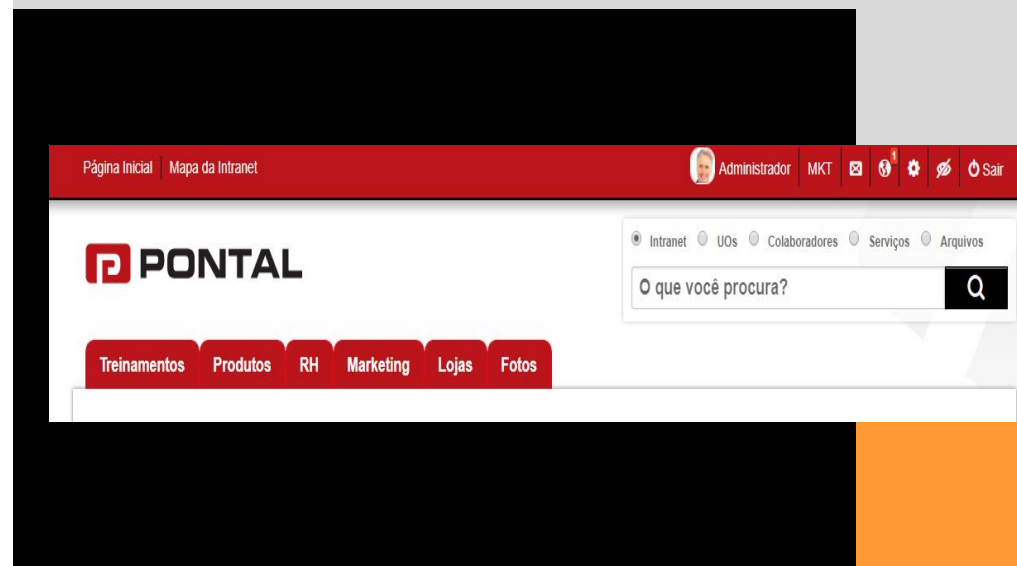 Página Inicial Mapa da Intranet Administrador MKT 1 Sair
Intranet UOs Colaboradores Serviços Arquivos
PONTAL
O que você procura?
Treinamentos Produtos RH Marketing Lojas Fotos